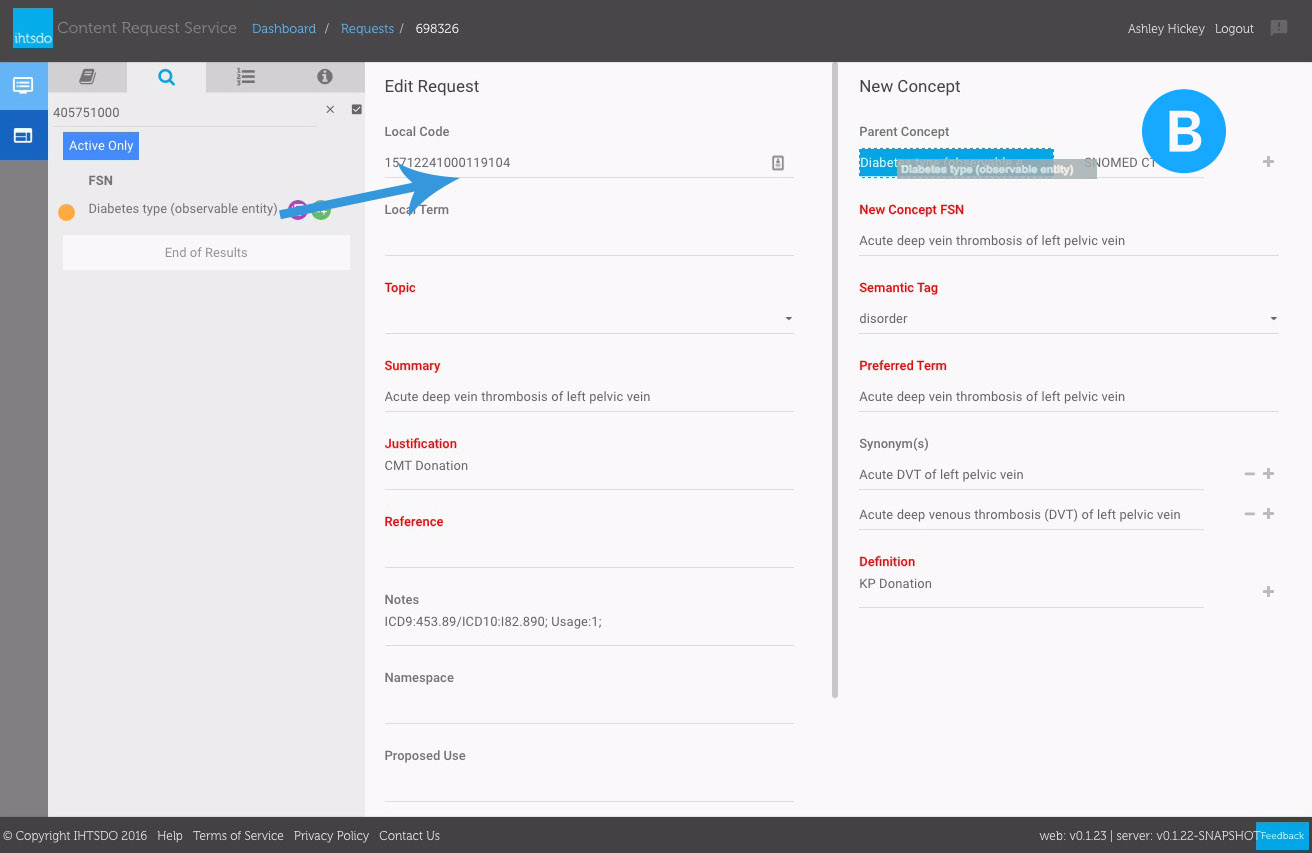 ihtsdo
Content Request Service Dashboard / Requests / 698326
Ashley Hickey Logout
405751000
Active Only
FSN
Diabetes type (observable entity)
End of Results
Edit Request
Local Code
15712241000119104
Local Term
Topic
Summary
Acute deep vein thrombosis of left pelvic vein
Justification
CMT Donation
Reference
Notes
ICD9:453.89/ICD10:I82.890; Usage:1;
Namespace
Proposed Use
New Concept
B
Parent Concept
Diabetes type (observable e SNOMED CT
Diabetes type (observable entity)
New Concept FSN
Acute deep vein thrombosis of left pelvic vein
Semantic Tag
disorder
Preferred Term
Acute deep vein thrombosis of left pelvic vein
Synonym(s)
Acute DVT of left pelvic vein
Acute deep venous thrombosis (DVT) of left pelvic vein
Definition
KP Donation
© Copyright IHTSDO 2016 Help Terms of Service Privacy Policy Contact Us
web: v0.1.23 | server: v0.1.22-SNAPSHOT
Feedback